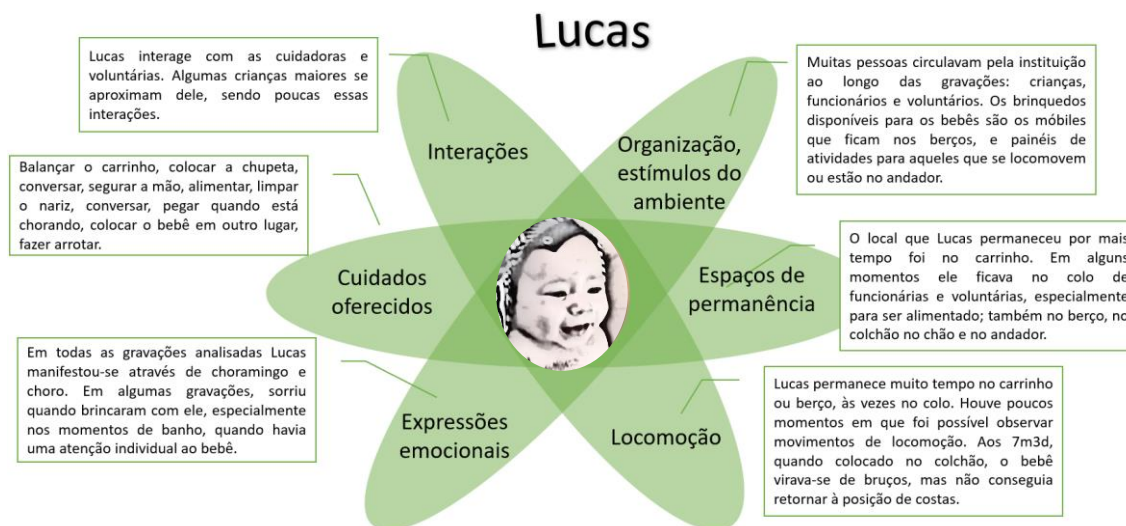 Lucas
Lucas interage com as cuidadoras e
voluntárias. Algumas crianças maiores se
aproximam dele, sendo poucas essas
interações.
Interações
Muitas pessoas circulavam pela instituição
ao longo das gravações: crianças,
funcionários e voluntários. Os brinquedos
disponíveis para os bebês são os móbiles
que ficam nos berços, e painéis de
atividades para aqueles que se locomovem
ou estão no andador.
Organização,
estímulos do
ambiente
Balançar o carrinho, colocar a chupeta,
conversar, segurar a mão, alimentar, limpar
o nariz, conversar, pegar quando está
chorando, colocar o bebê em outro lugar,
fazer arrotar.
Cuidados
oferecidos
Espaços de
permanência
O local que Lucas permaneceu por mais
tempo foi no carrinho. Em alguns
momentos ele ficava no colo de
funcionárias e voluntárias, especialmente
para ser alimentado; também no berço, no
colchão no chão e no andador.
Em todas as gravações analisadas Lucas
manifestou-se através de choramingo e
choro. Em algumas gravações, sorriu
quando brincaram com ele, especialmente
nos momentos de banho, quando havia
uma atenção individual ao bebê.
Expressões
emocionais
Locomoção
Lucas permanece muito tempo no carrinho
ou berço, às vezes no colo. Houve poucos
momentos em que foi possível observar
movimentos de locomoção. Aos 7m3d,
quando colocado no colchão, o bebê
virava-se de bruços, mas não conseguia
retornar à posição de costas.